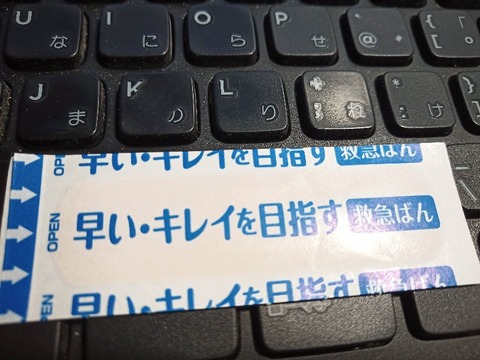 U な
I に
O ら
P せ
@ ゛
{ 「
[ ゜
J ま
K の
L り
+ ; れ
* : け
}
OPEN 早い・キレイを目指す 救急ばん
OPEN 早い・キレイを目指す 救急ばん
早い・キレイを目指す 救急ばん